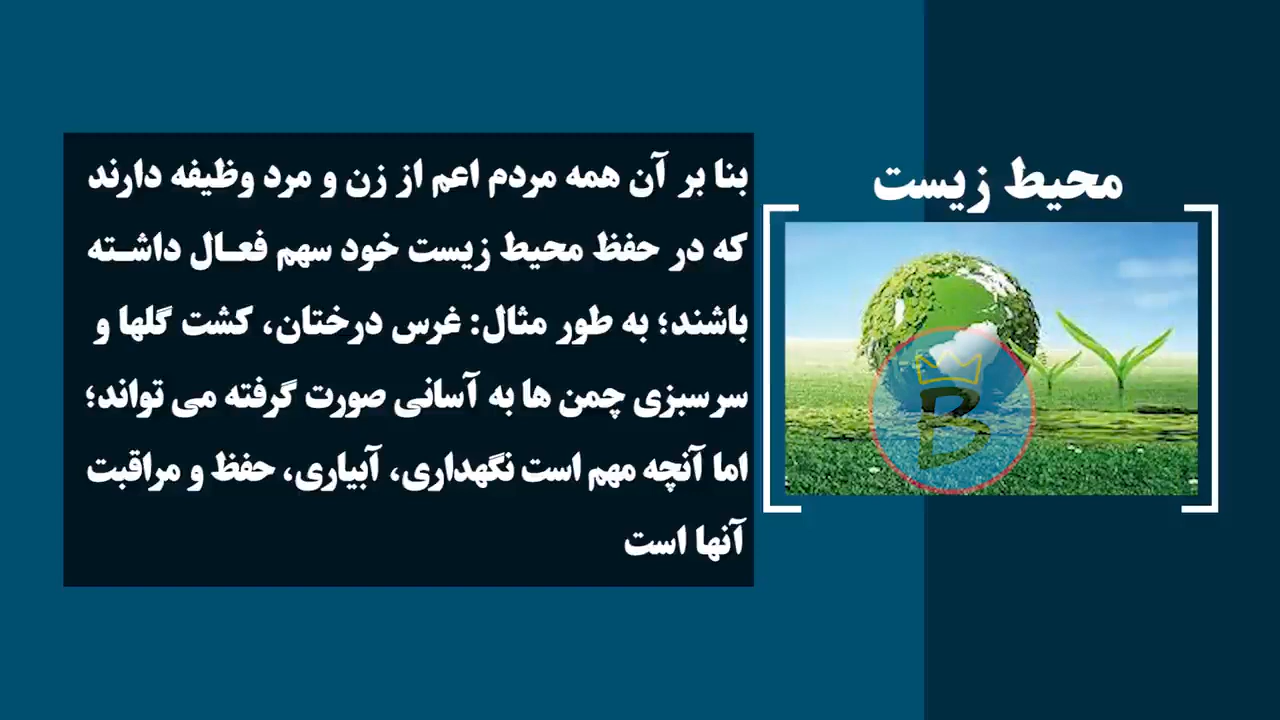 محیط زیست
بنا بر آن همه مردم اعم از زن و مرد وظیفه دارند
که در حفظ محیط زیست خود سهم فعـال داشـته
باشند؛ به طور مثال: غرس درختان، کشت گلها و
سرسبزی چمن ها به آسانی صورت گرفته می تواند؛
اما آنچه مهم است نگهداری، آبیاری، حفظ و مراقبت
آنها است
B